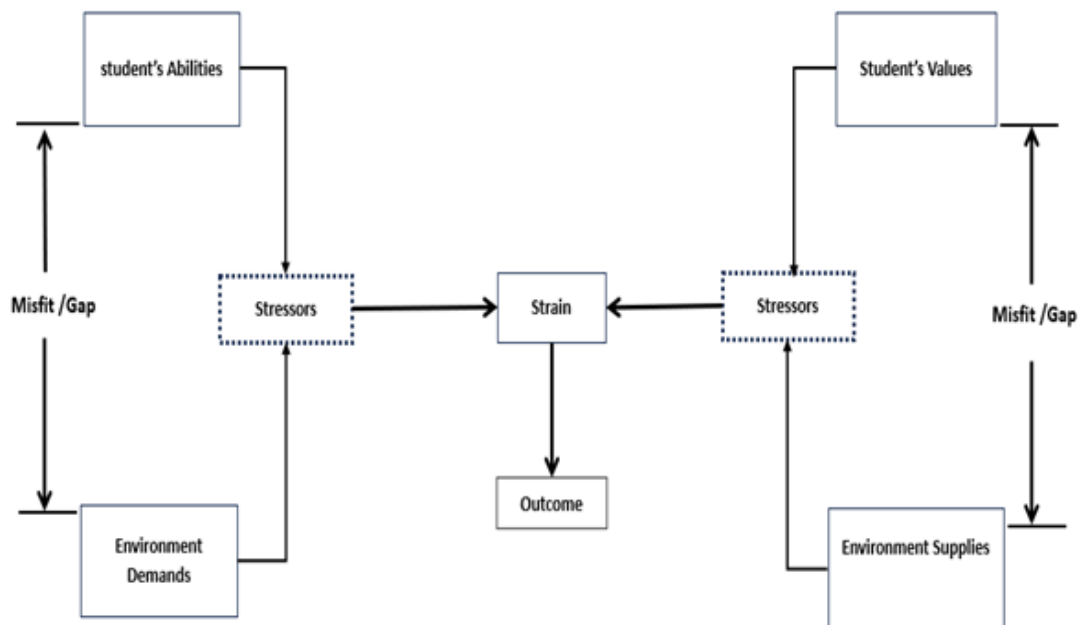 student's Abilities
Student's Values
Misfit /Gap
Stressors
Strain
Stressors
Misfit /Gap
Outcome
Environment
Demands
Environment Supplies